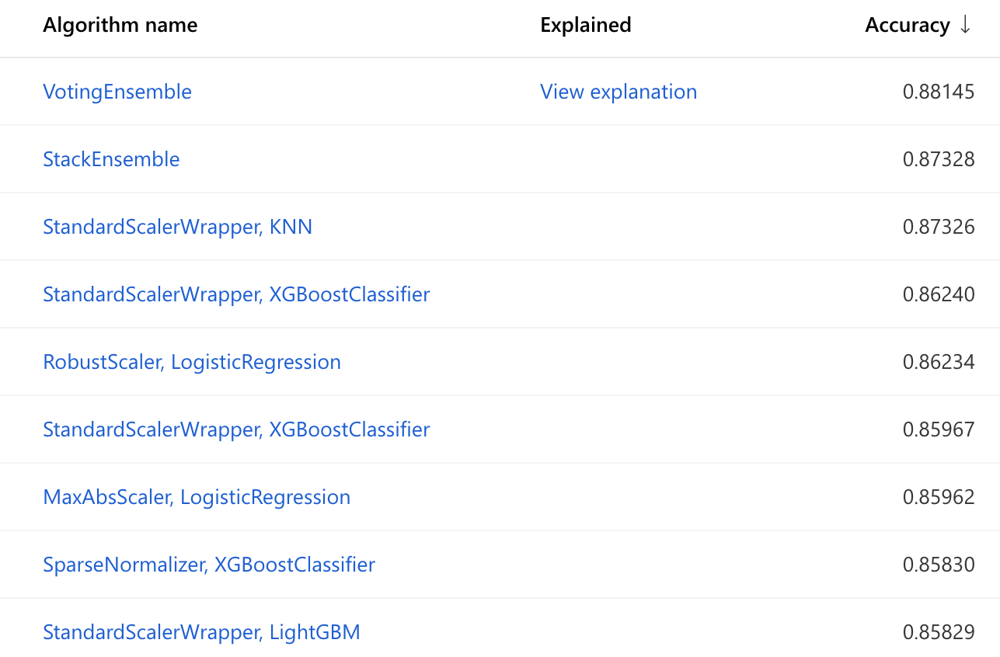 Algorithm name Explained Accuracy ↓
VotingEnsemble View explanation 0.88145
StackEnsemble 0.87328
StandardScalerWrapper, KNN 0.87326
StandardScalerWrapper, XGBoostClassifier 0.86240
RobustScaler, LogisticRegression 0.86234
StandardScalerWrapper, XGBoostClassifier 0.85967
MaxAbsScaler, LogisticRegression 0.85962
SparseNormalizer, XGBoostClassifier 0.85830
StandardScalerWrapper, LightGBM 0.85829